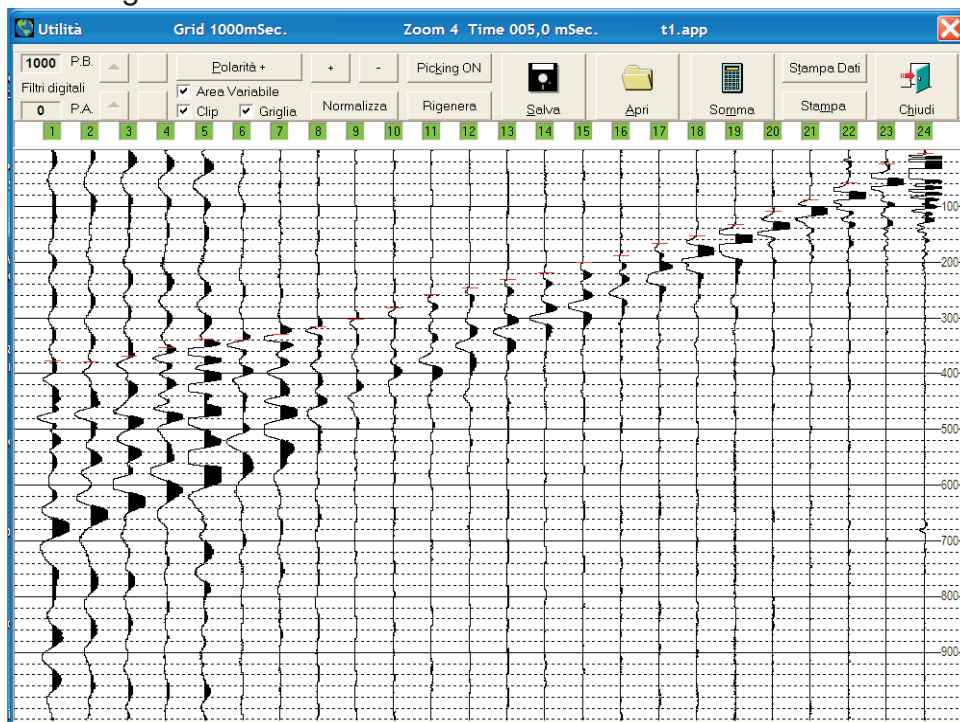 Utilità Grid 1000mSec. Zoom 4 Time 005,0 mSec. t1.app
1000 P.B. Polarità + + - Picking ON Stampa Dati
Filtri digitali Area Variabile
0 P.A. Clip Griglia Normalizza Rigenera Salva Apri Somma Stampa Chiudi
1 2 3 4 5 6 7 8 9 10 11 12 13 14 15 16 17 18 19 20 21 22 23 24
100
200
300
400
500
600
700
800
900